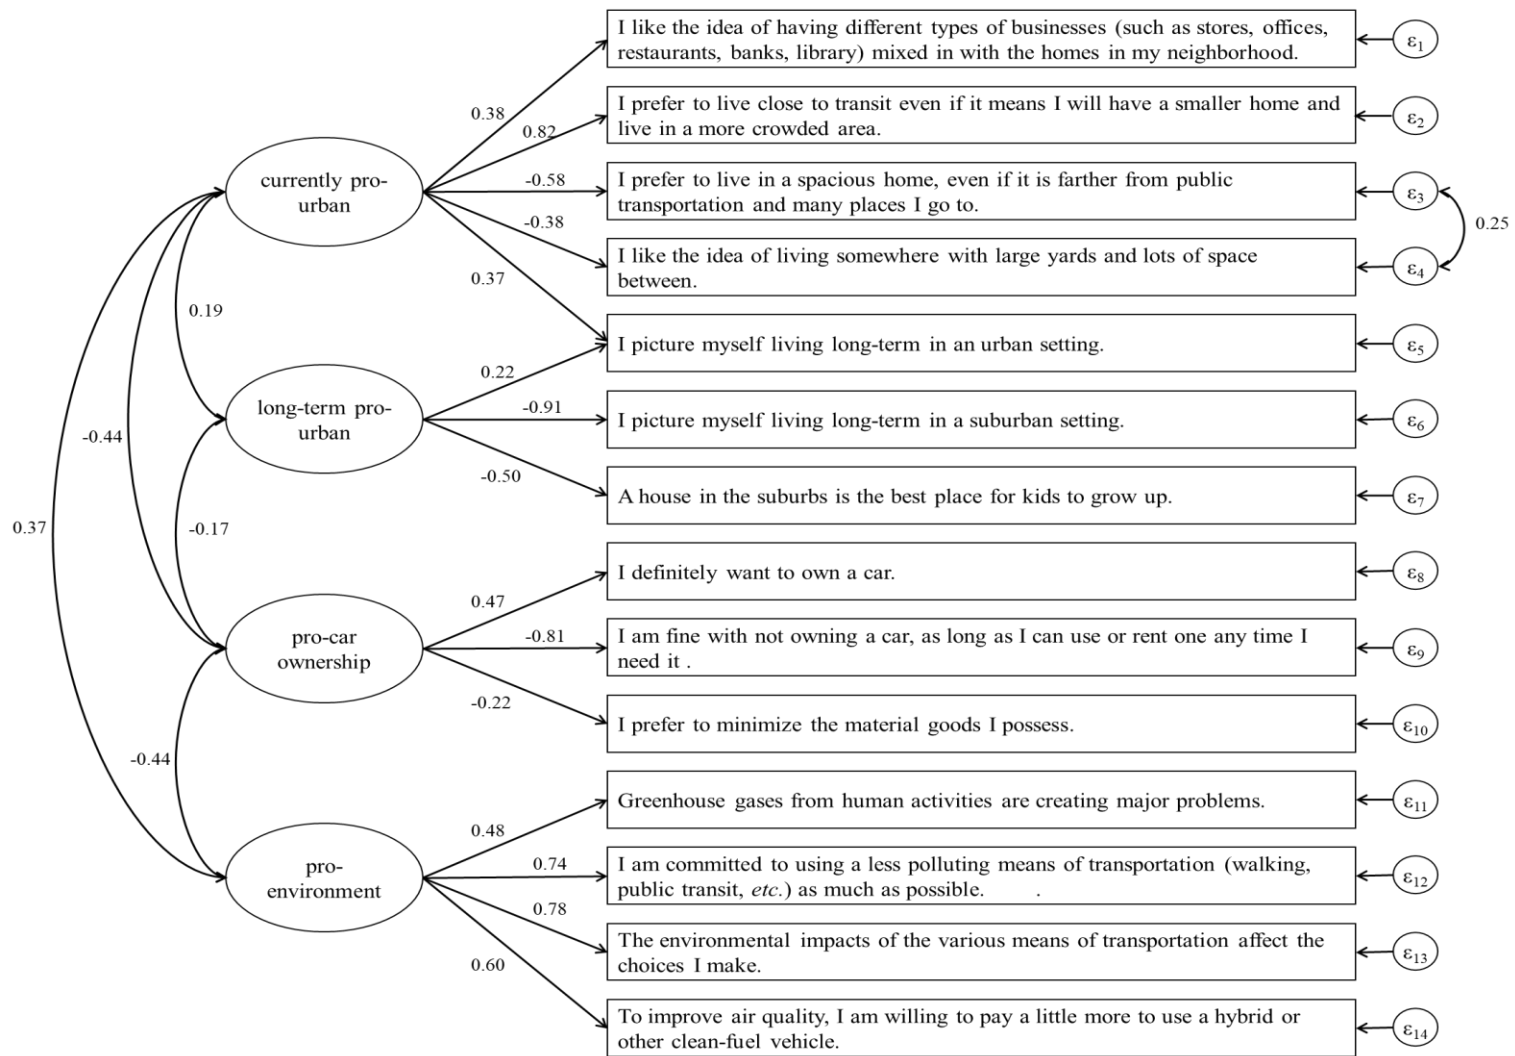 I like the idea of having different types of businesses (such as stores, offices,
restaurants, banks, library) mixed in with the homes in my neighborhood.
ε1
0.38
I prefer to live close to transit even if it means I will have a smaller home and
live in a more crowded area.
ε2
0.82
currently pro-
urban
-0.58
I prefer to live in a spacious home, even if it is farther from public
transportation and many places I go to.
ε3
0.25
-0.38
I like the idea of living somewhere with large yards and lots of space
between.
ε4
0.37
0.19
I picture myself living long-term in an urban setting.
ε5
0.22
long-term pro-
urban
-0.91
I picture myself living long-term in a suburban setting.
ε6
-0.44
-0.50
A house in the suburbs is the best place for kids to grow up.
ε7
0.37
-0.17
I definitely want to own a car.
ε8
0.47
pro-car
ownership
-0.81
I am fine with not owning a car, as long as I can use or rent one any time I
need it .
ε9
-0.22
I prefer to minimize the material goods I possess.
ε10
-0.44
Greenhouse gases from human activities are creating major problems.
ε11
0.48
pro-
environment
0.74
I am committed to using a less polluting means of transportation (walking,
public transit, etc.) as much as possible. .
ε12
0.78
The environmental impacts of the various means of transportation affect the
choices I make.
ε13
0.60
To improve air quality, I am willing to pay a little more to use a hybrid or
other clean-fuel vehicle.
ε14